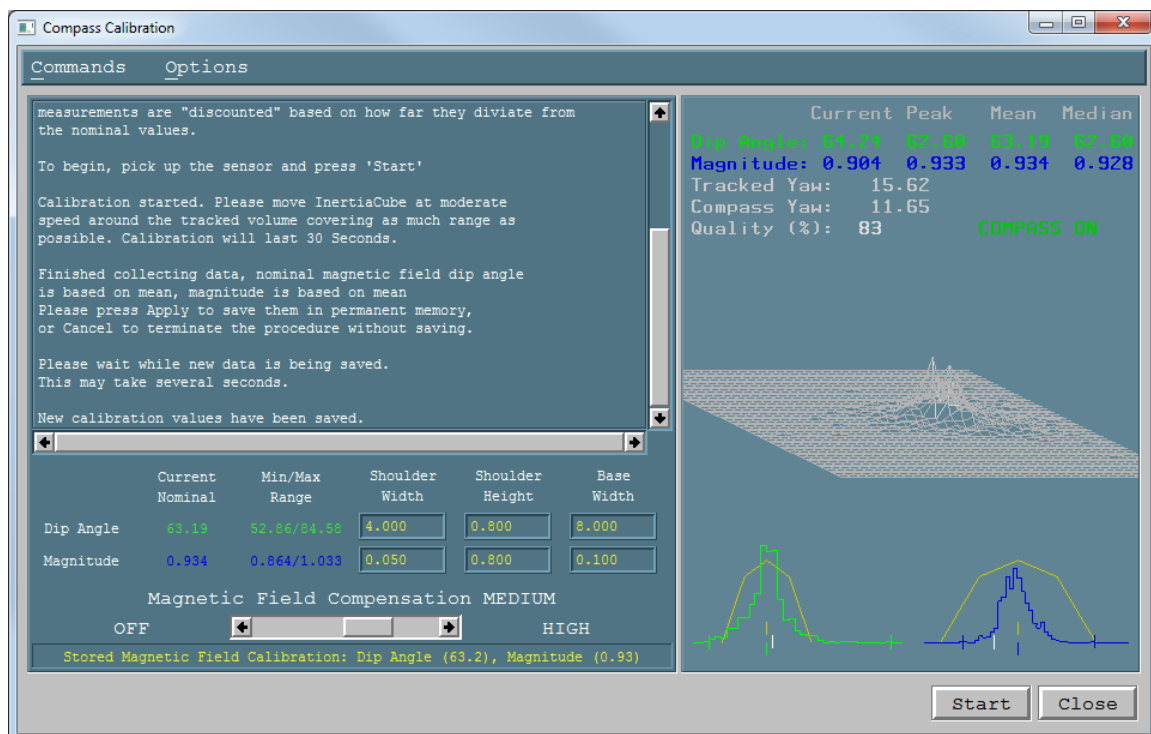 Compass Calibration
Commands Options
measurements are "discounted" based on how far they diviate from
the nominal values.
To begin, pick up the sensor and press 'Start'
Calibration started. Please move InertiaCube at moderate
speed around the tracked volume covering as much range as
possible. Calibration will last 30 Seconds.
Finished collecting data, nominal magnetic field dip angle
is based on mean, magnitude is based on mean
Please press Apply to save them in permanent memory,
or Cancel to terminate the procedure without saving.
Please wait while new data is being saved.
This may take several seconds.
New calibration values have been saved.
Current Min/Max Shoulder Shoulder Base
Nominal Range Width Height Width
Dip Angle 63.19 52.86/84.58 4.000 0.800 8.000
Magnitude 0.934 0.864/1.033 0.050 0.800 0.100
Magnetic Field Compensation MEDIUM
OFF HIGH
Stored Magnetic Field Calibration: Dip Angle (63.2), Magnitude (0.93)
Current Peak Mean Median
Dip Angle: 64.24 62.60 63.19 62.60
Magnitude: 0.904 0.933 0.934 0.928
Tracked Yaw: 15.62
Compass Yaw: 11.65
Quality (%): 83 COMPASS ON
Start Close